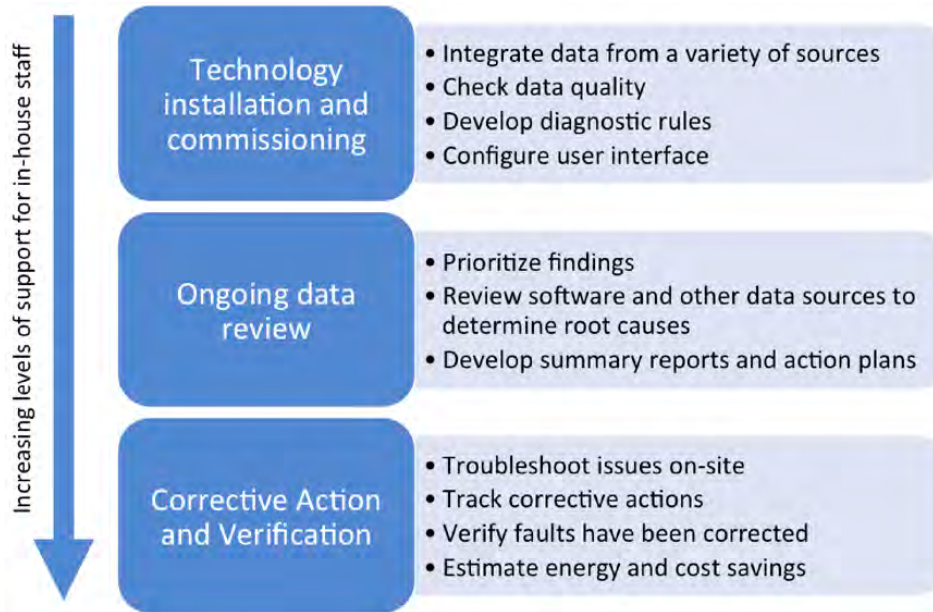 Increasing levels of support for in-house staff
Technology
installation and
commissioning
• Integrate data from a variety of sources
• Check data quality
• Develop diagnostic rules
• Configure user interface
Ongoing data
review
• Prioritize findings
• Review software and other data sources to
determine root causes
• Develop summary reports and action plans
Corrective Action
and Verification
• Troubleshoot issues on-site
• Track corrective actions
• Verify faults have been corrected
• Estimate energy and cost savings